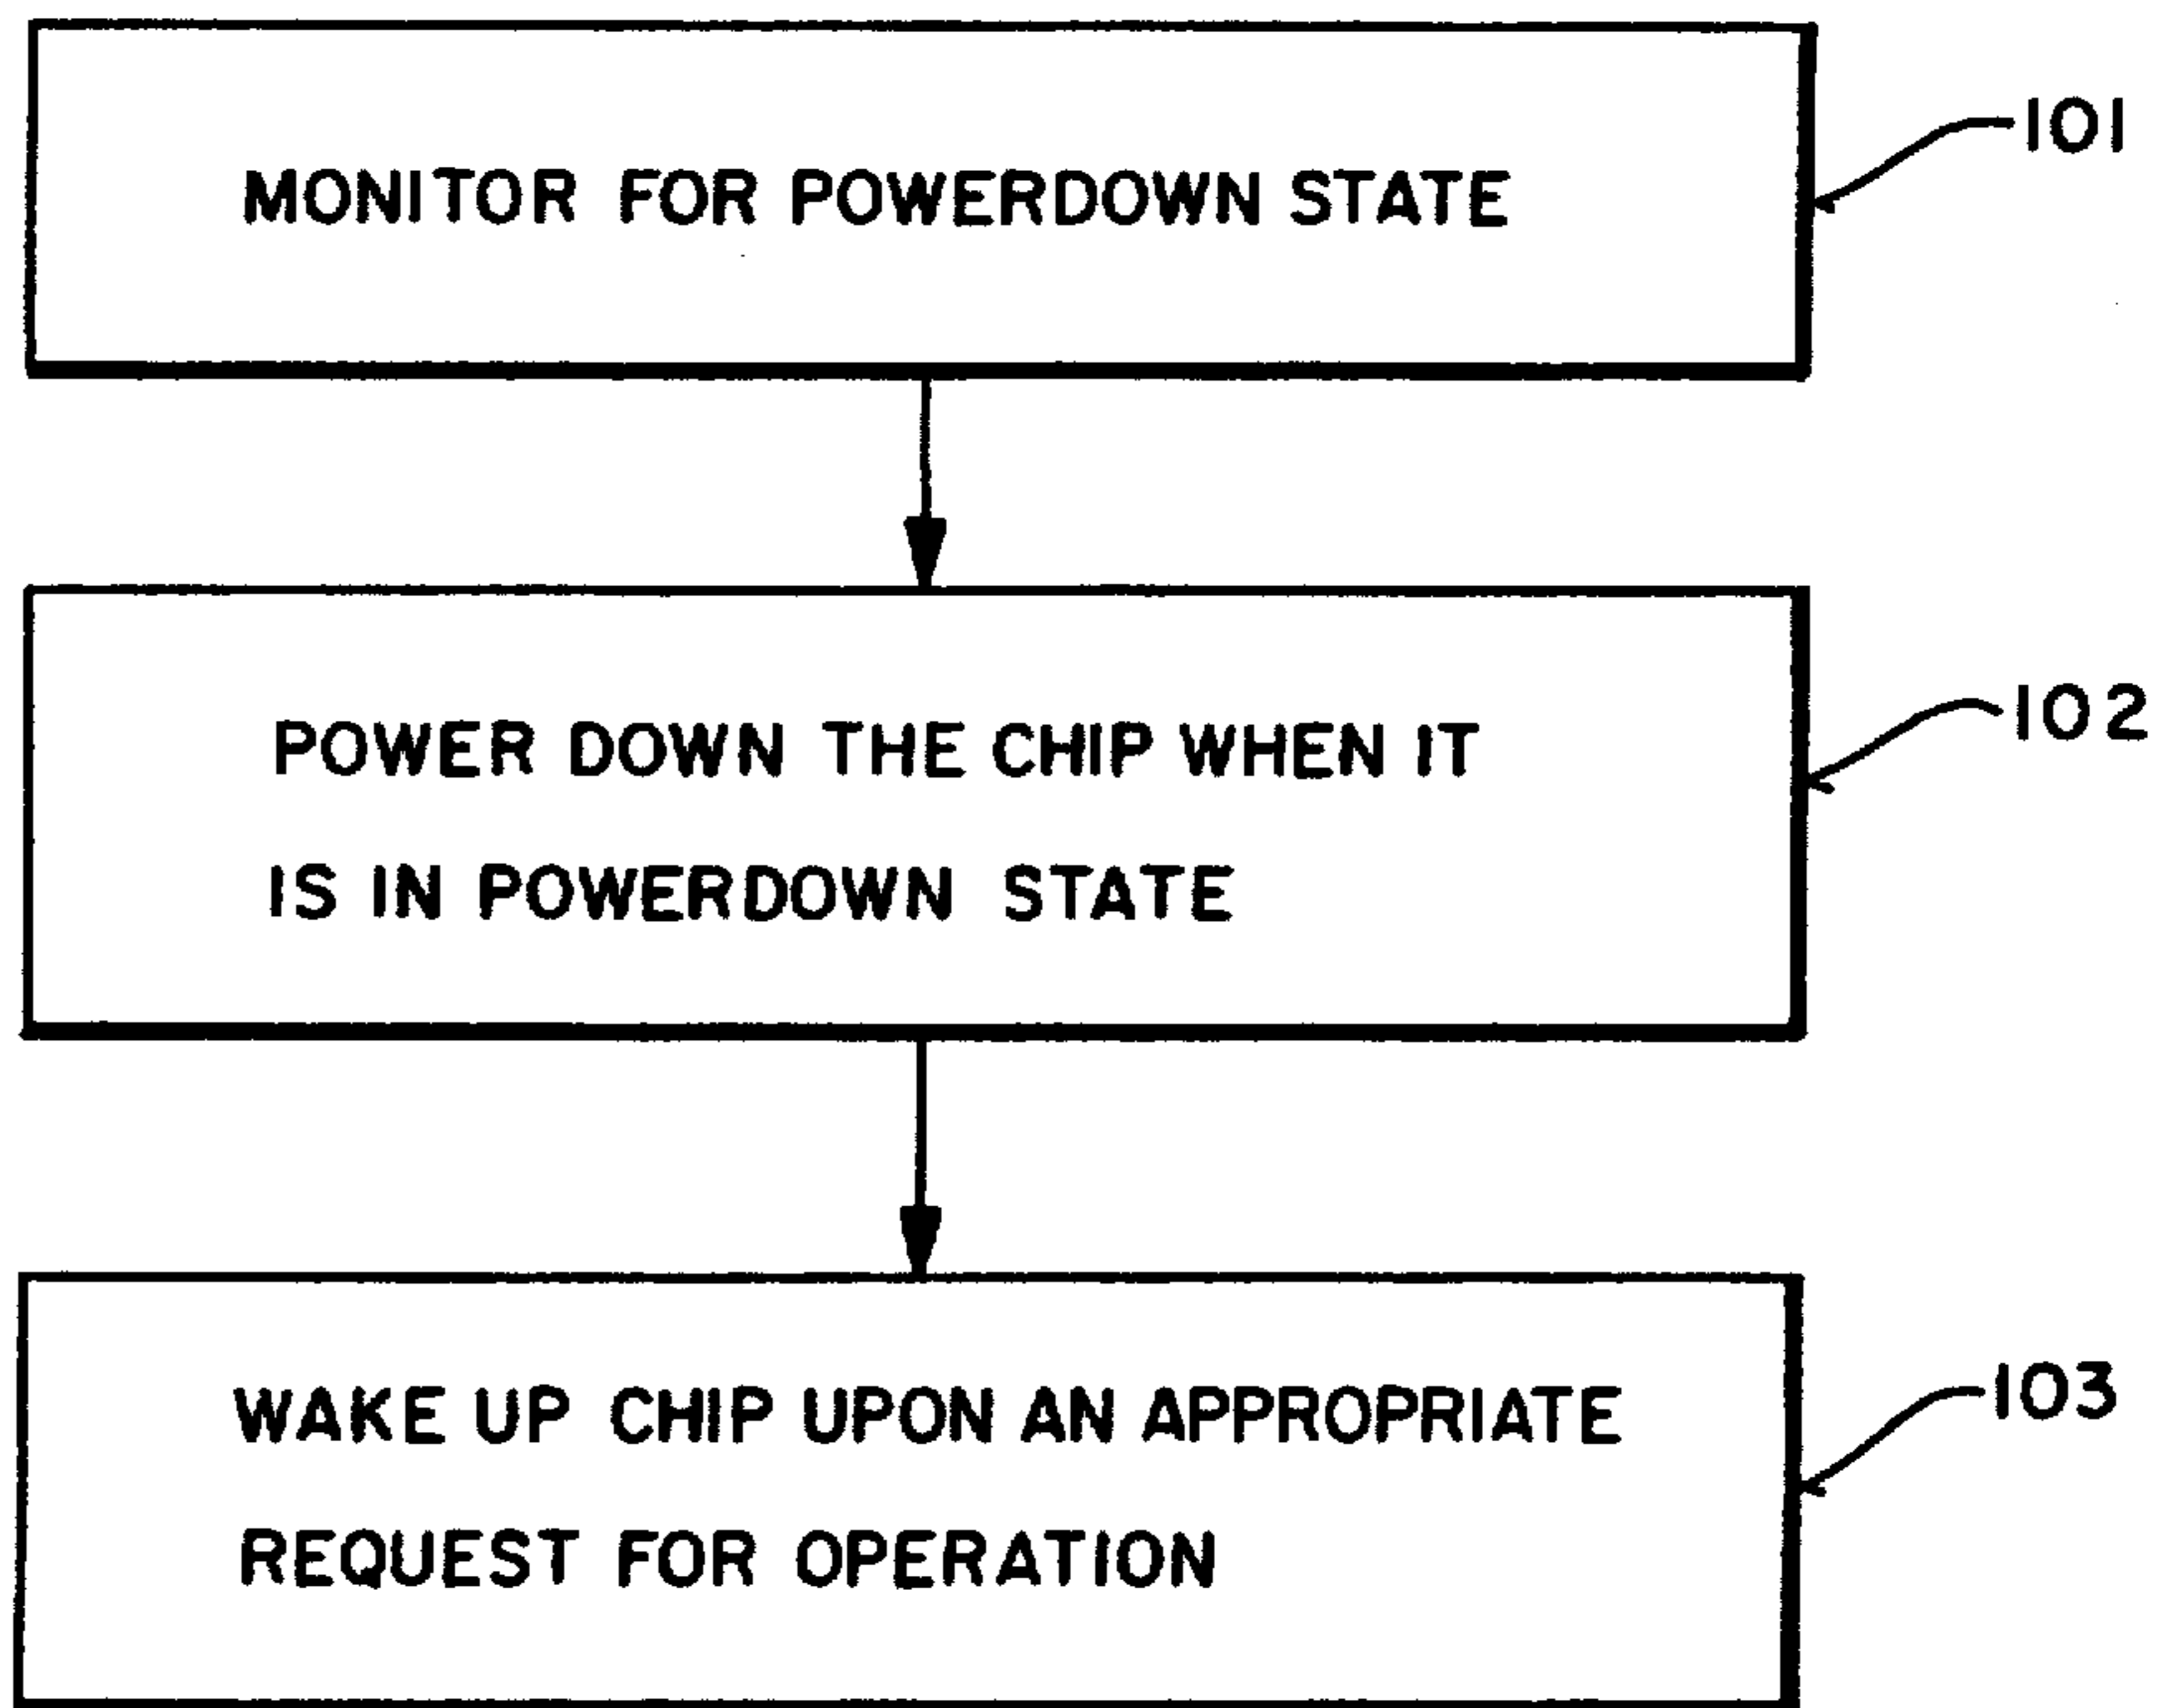 MONITOR FOR POWERDOWN STATE
101
POWER DOWN THE CHIP WHEN IT
IS IN POWERDOWN STATE
102
WAKE UP CHIP UPON AN APPROPRIATE
REQUEST FOR OPERATION
103